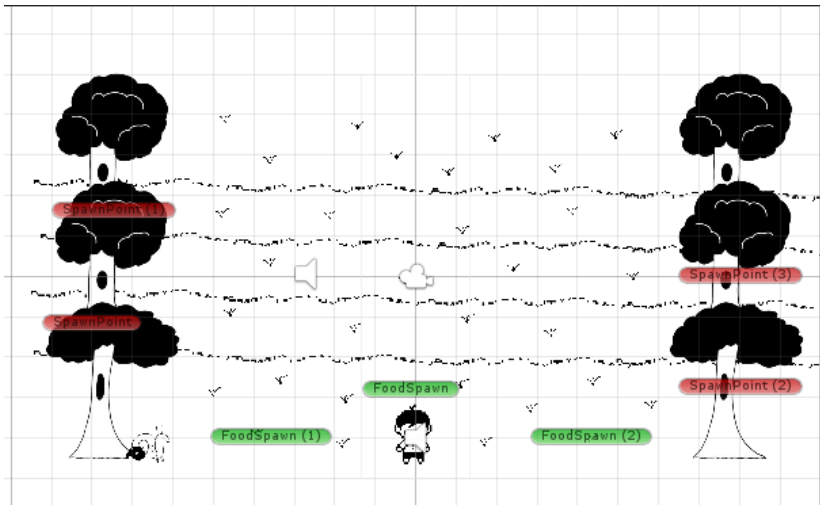 SpawnPoint (1)
SpawnPoint (3)
SpawnPoint
SpawnPoint (2)
FoodSpawn
FoodSpawn (1)
FoodSpawn (2)